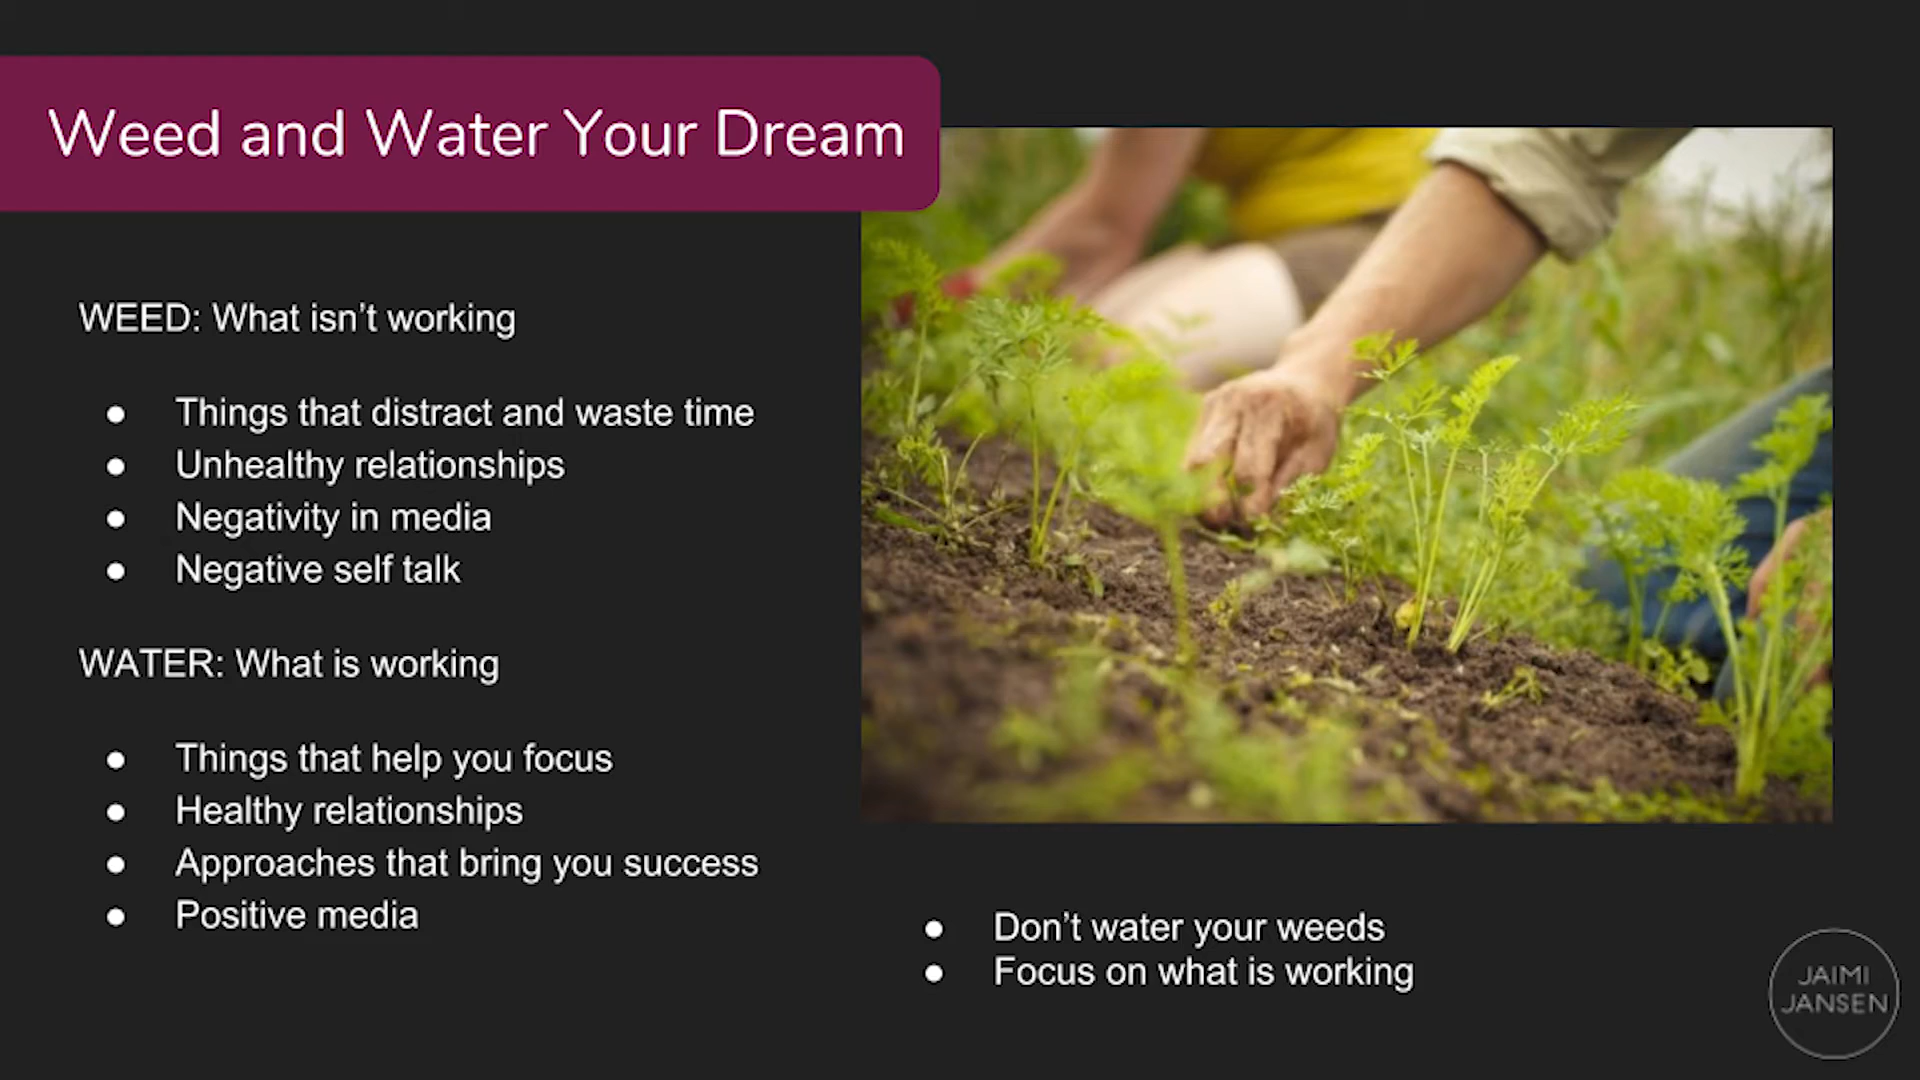 Weed and Water Your Dream
WEED: What isn’t working
● Things that distract and waste time
● Unhealthy relationships
● Negativity in media
● Negative self talk
WATER: What is working
● Things that help you focus
● Healthy relationships
● Approaches that bring you success
● Positive media
● Don’t water your weeds
● Focus on what is working
JAIMI
JANSEN